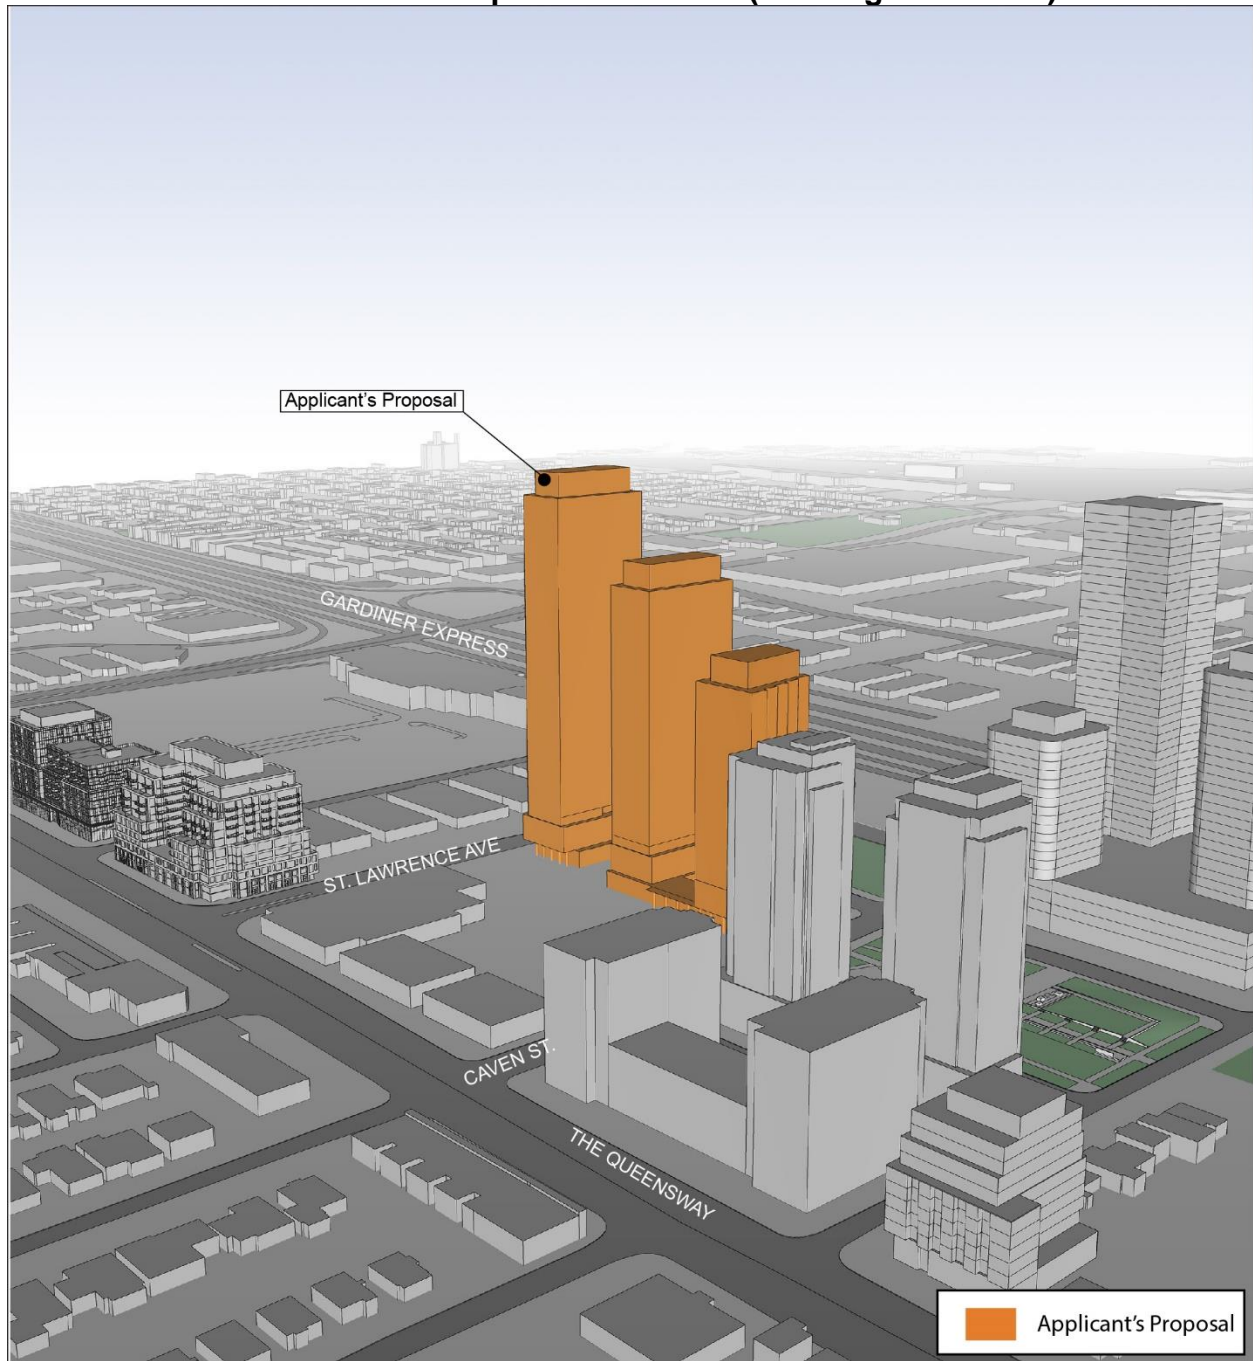 Applicant's Proposal
GARDINER EXPRESS
ST. LAWRENCE AVE
CAVEN ST.
THE QUEENSWAY
Applicant's Proposal